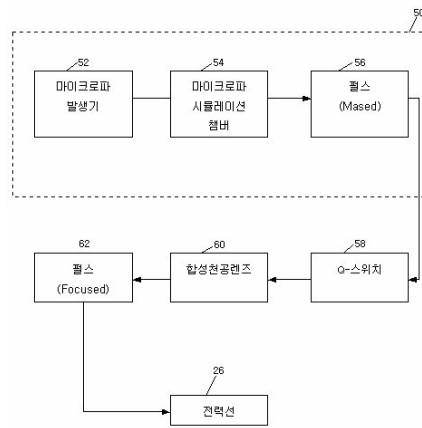 50
52
54
56
마이크로파
발생기
마이크로파
시뮬레이션
챔버
펄스
(Mased)
62
60
58
펄스
(Focused)
합성천공렌즈
Q-스위치
26
전력선